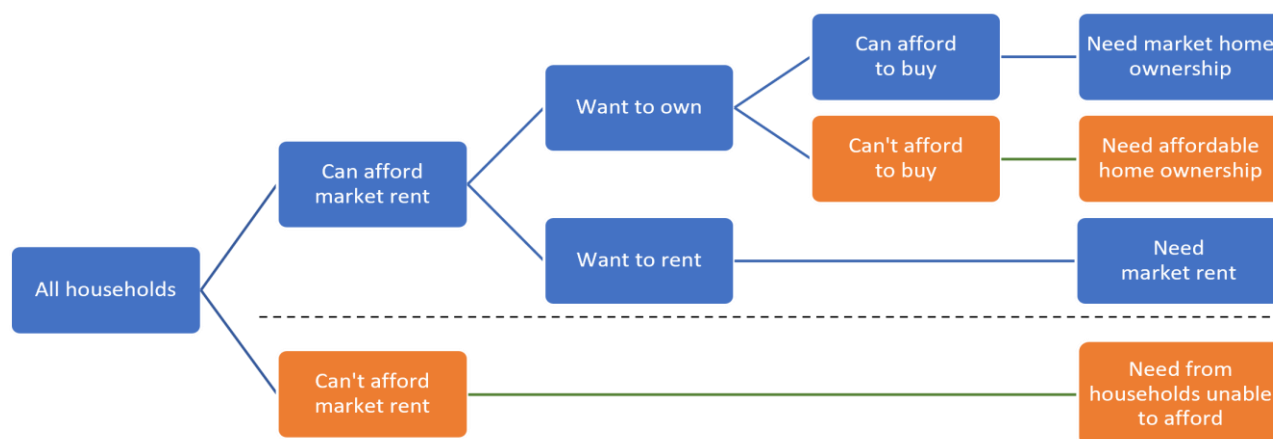 Can afford
to buy
Need market home
ownership
Want to own
Can't afford
to buy
Need affordable
home ownership
Can afford
market rent
Want to rent
Need
market rent
All households
Can't afford
market rent
Need from
households unable
to afford